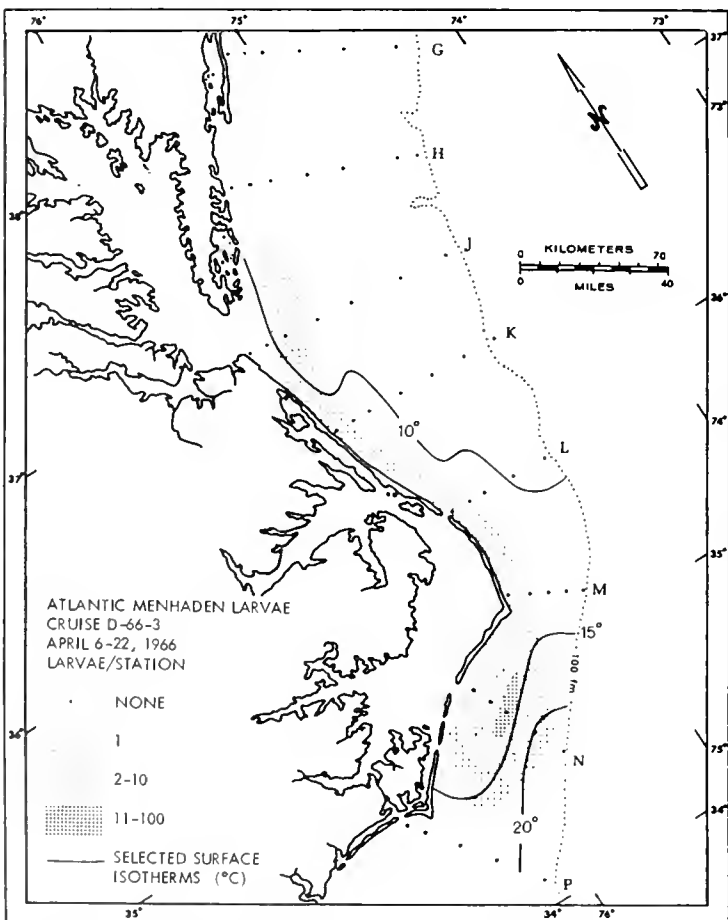 76° 75° 74° 73°
37°
G
73°
H
38°
KILOMETERS
0 70
0 40
MILES
J
36°
K
74°
10°
L
37°
35°
M
15°
100 fm
ATLANTIC MENHADEN LARVAE
CRUISE D-66-3
APRIL 6-22, 1966
LARVAE/STATION
NONE
1
2-10
11-100
SELECTED SURFACE
ISOTHERMS (°C)
36°
75°
N
34°
20°
P
35° 34° 76°